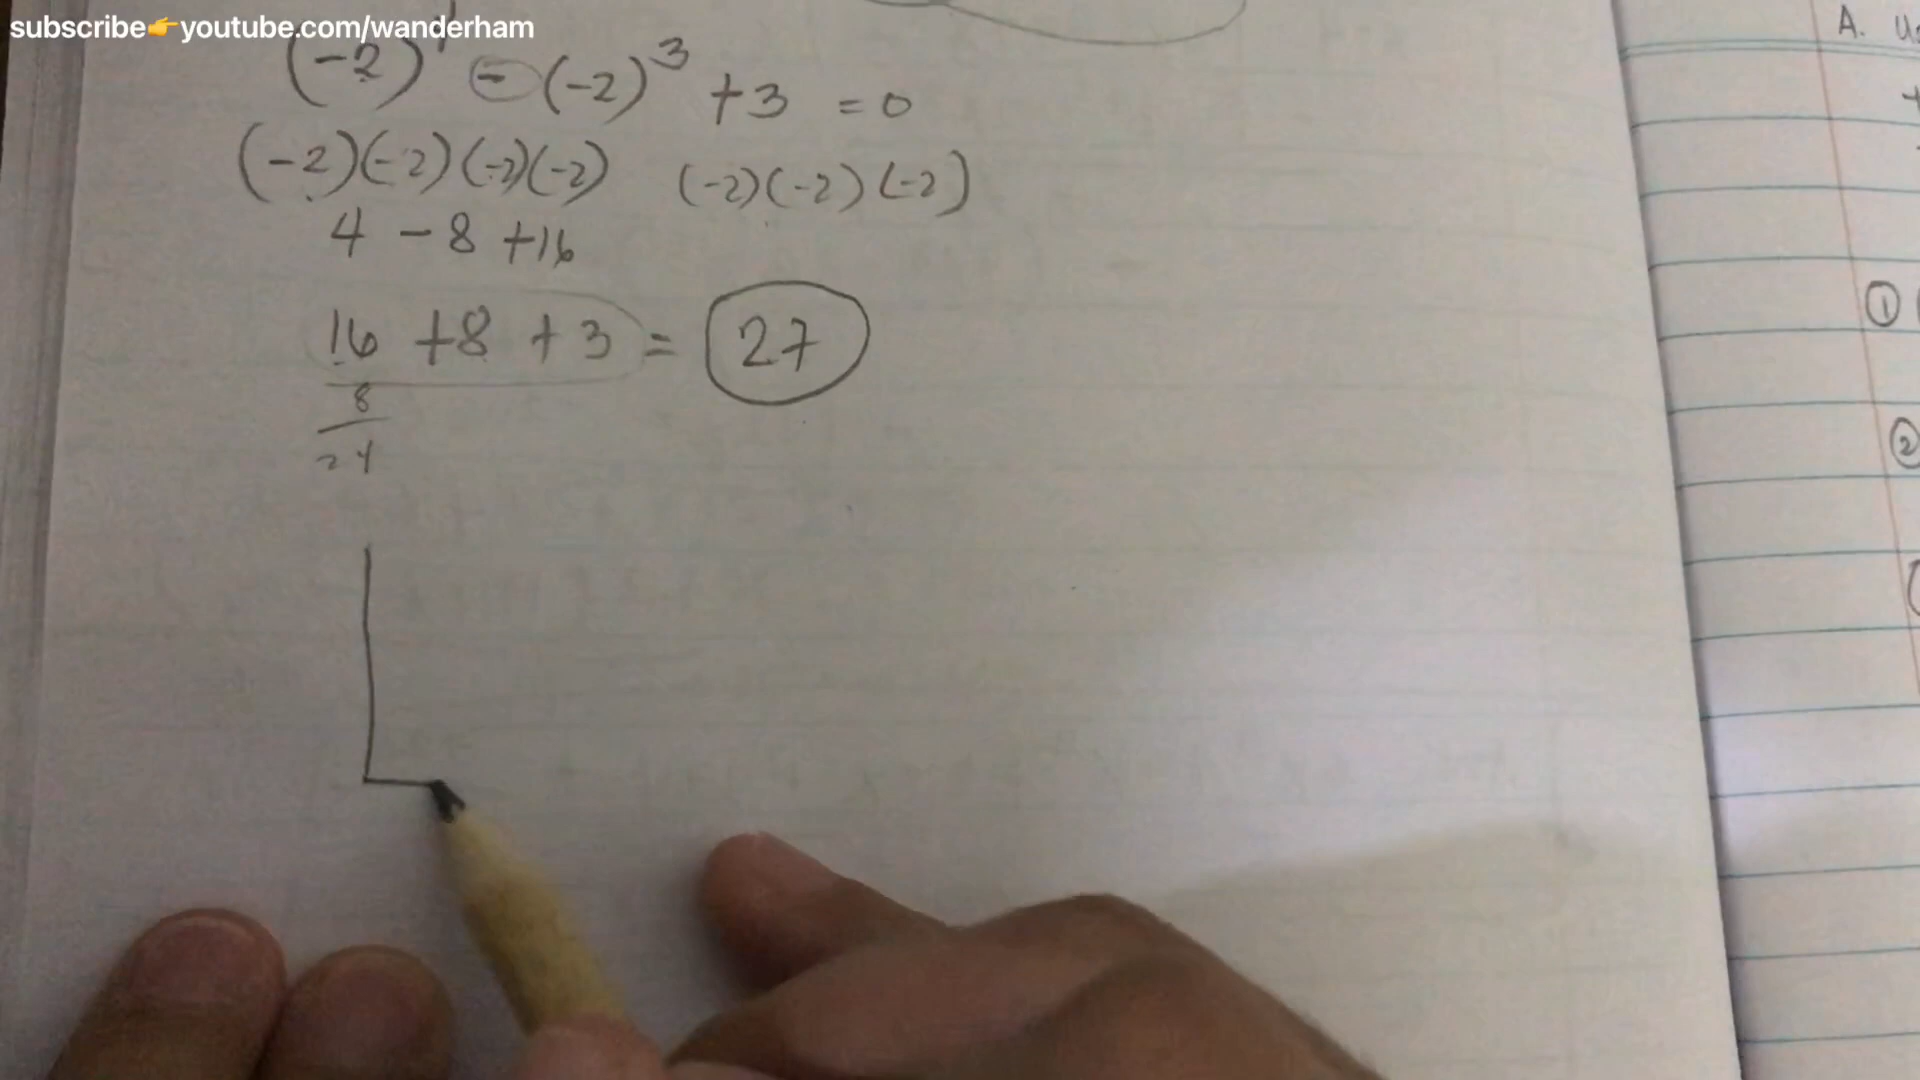 subscribe👉youtube.com/wanderham
(-2) - (-2)³ + 3 = 0
(-2)(-2)(-2)(-2) (-2)(-2)(-2)
4 - 8 +16
16 +8 + 3 = 27
8
24
A.
①
②